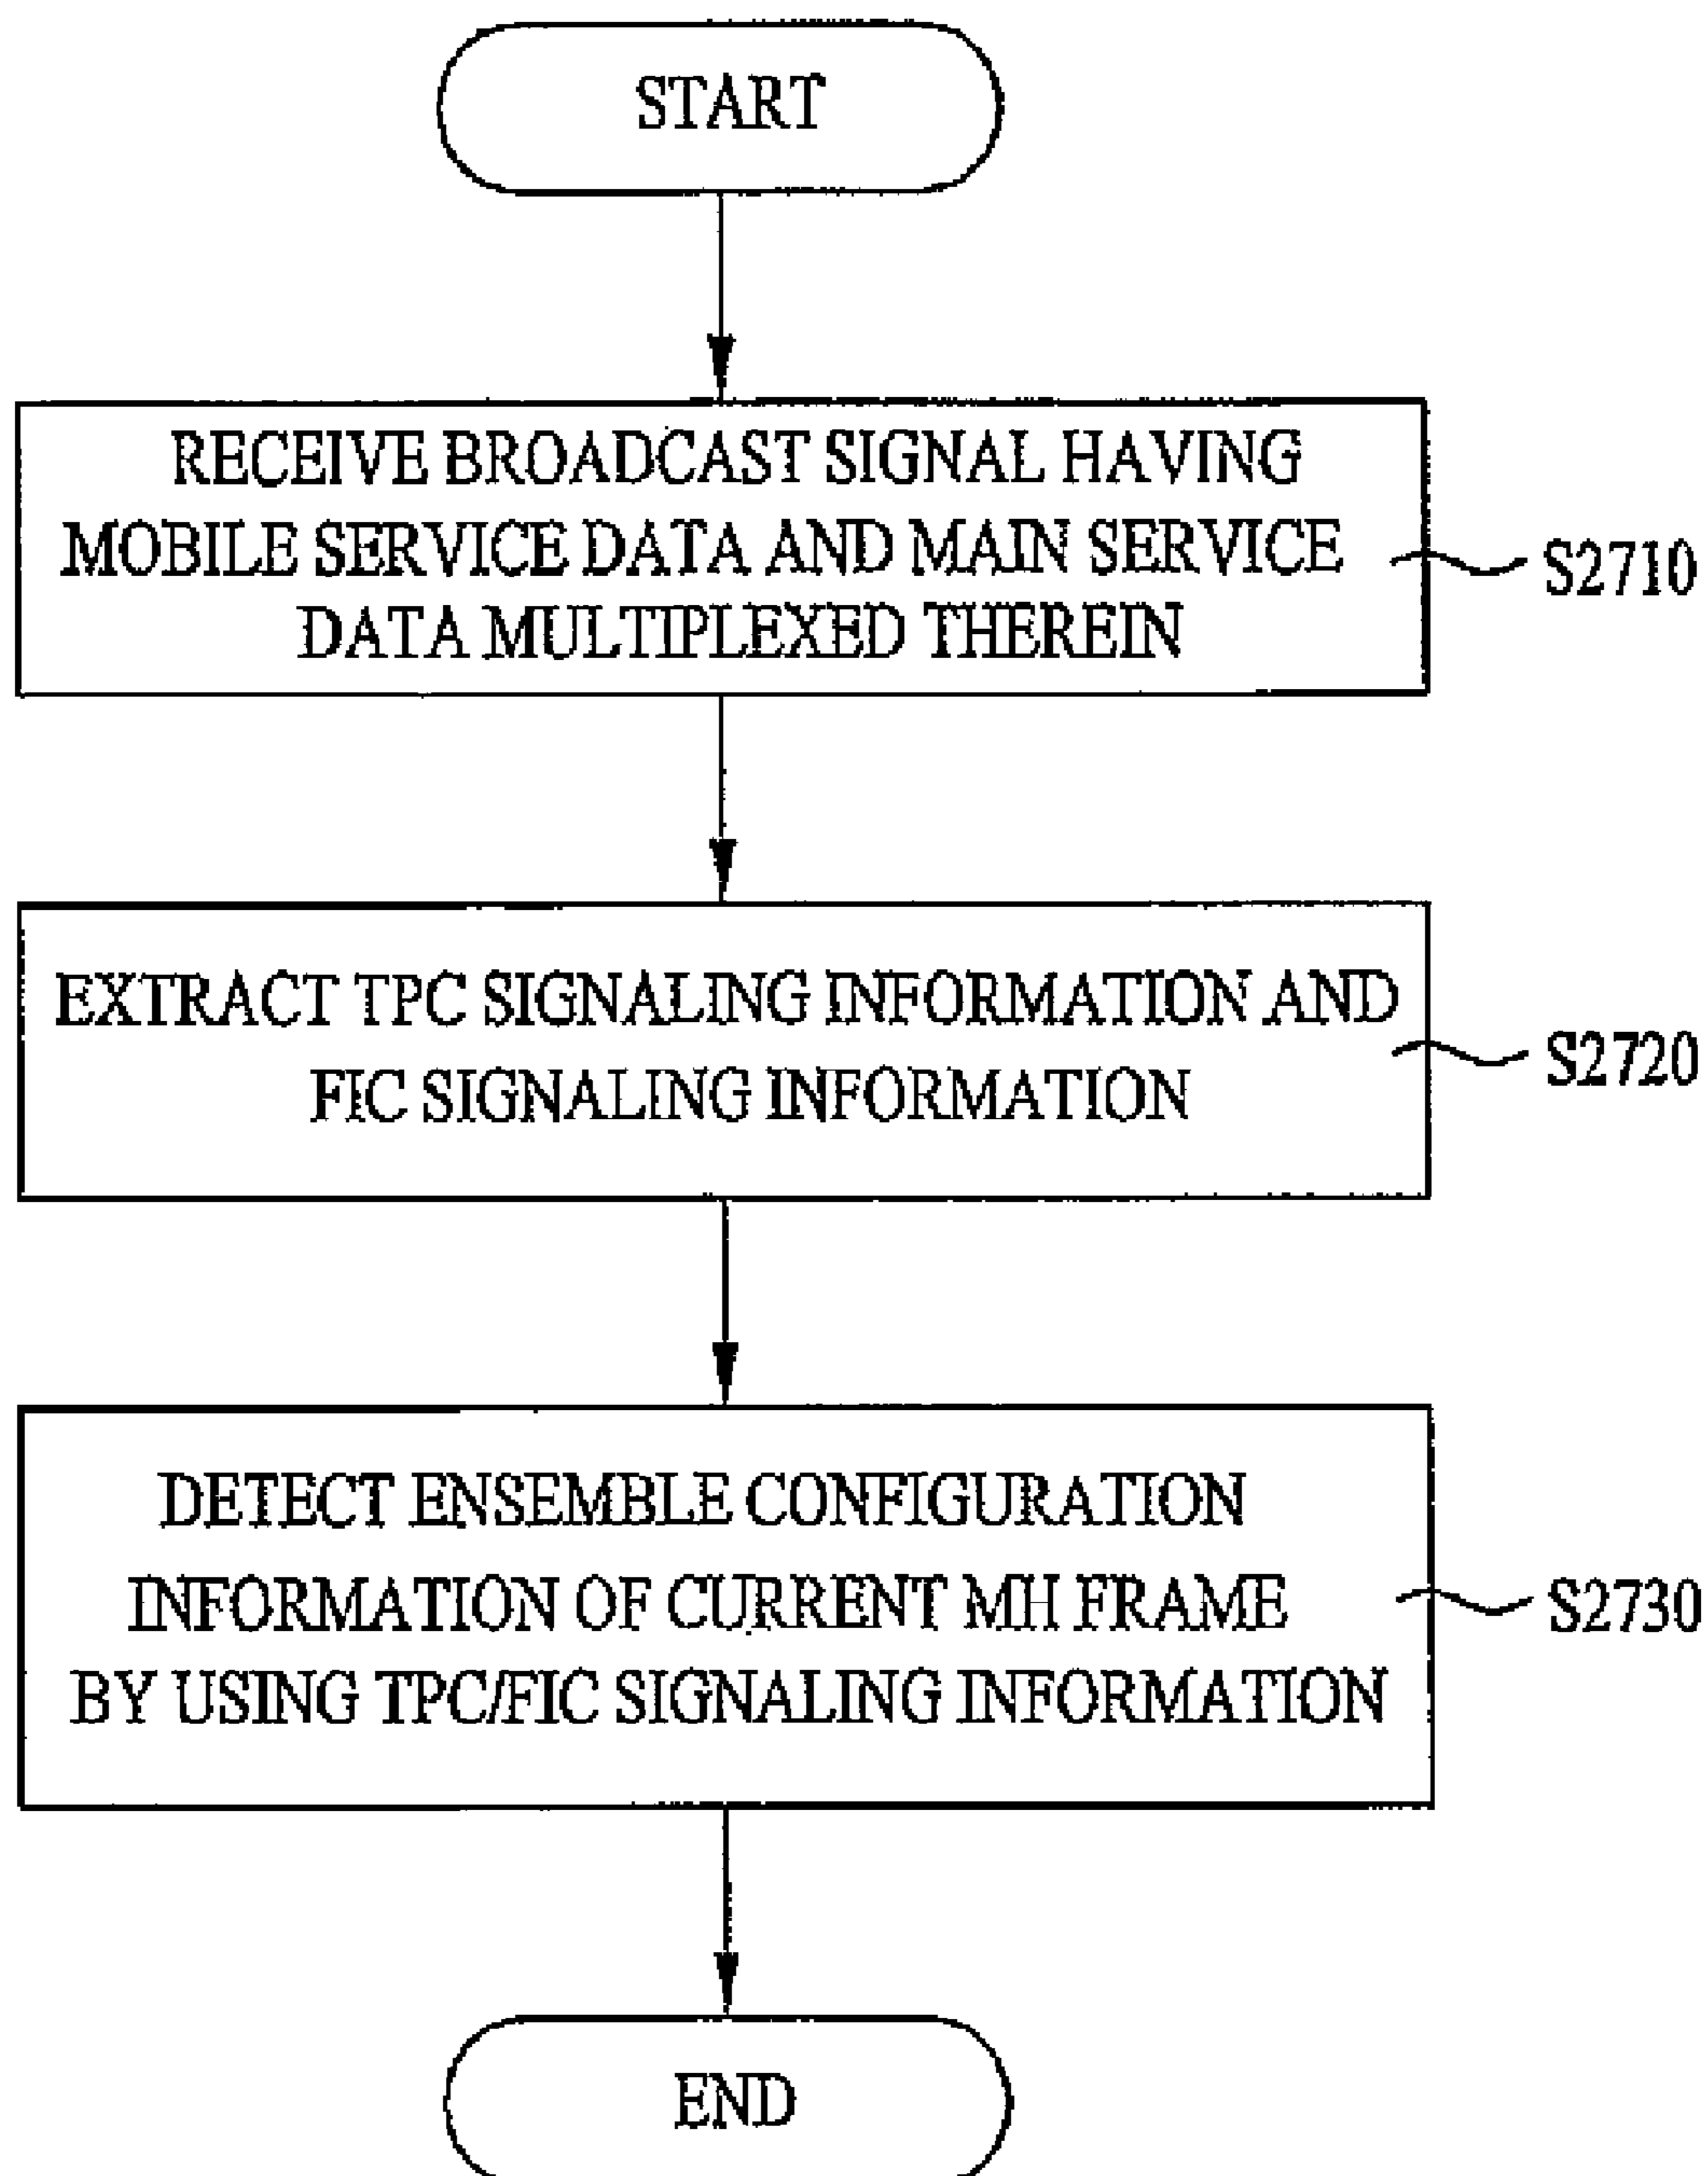 START
RECEIVE BROADCAST SIGNAL HAVING
MOBILE SERVICE DATA AND MAIN SERVICE
DATA MULTIPLEXED THEREIN
S2710
EXTRACT TPC SIGNALING INFORMATION AND
FIC SIGNALING INFORMATION
S2720
DETECT ENSEMBLE CONFIGURATION
INFORMATION OF CURRENT MH FRAME
BY USING TPC/FIC SIGNALING INFORMATION
S2730
END